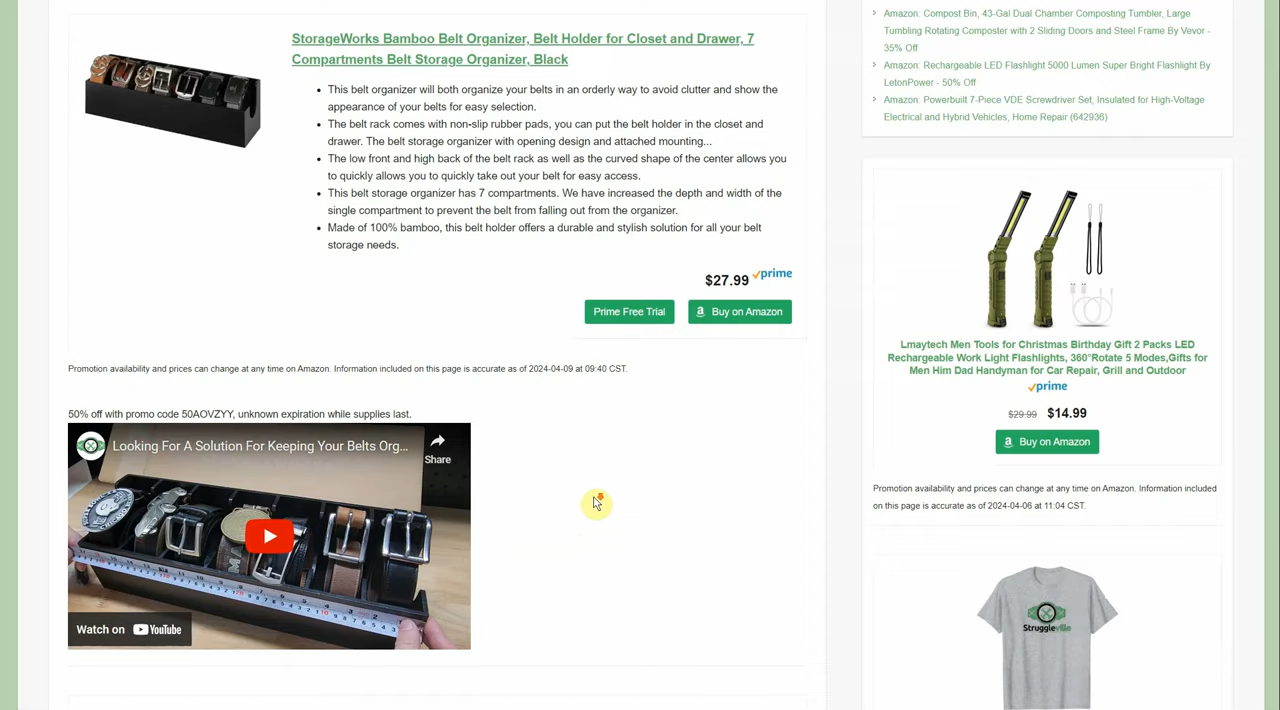 StorageWorks Bamboo Belt Organizer, Belt Holder for Closet and Drawer, 7
Compartments Belt Storage Organizer, Black
This belt organizer will both organize your belts in an orderly way to avoid clutter and show the
appearance of your belts for easy selection.
The belt rack comes with non-slip rubber pads, you can put the belt holder in the closet and
drawer. The belt storage organizer with opening design and attached mounting...
The low front and high back of the belt rack as well as the curved shape of the center allows you
to quickly allows you to quickly take out your belt for easy access.
This belt storage organizer has 7 compartments. We have increased the depth and width of the
single compartment to prevent the belt from falling out from the organizer.
Made of 100% bamboo, this belt holder offers a durable and stylish solution for all your belt
storage needs.
$27.99 prime
Prime Free Trial
Buy on Amazon
Promotion availability and prices can change at any time on Amazon. Information included on this page is accurate as of 2024-04-09 at 09:40 CST.
50% off with promo code 50AOVZYY, unknown expiration while supplies last.
Looking For A Solution For Keeping Your Belts Org...
Share
Watch on YouTube
Amazon: Compost Bin, 43-Gal Dual Chamber Composting Tumbler, Large
Tumbling Rotating Composter with 2 Sliding Doors and Steel Frame By Vevor -
35% Off
Amazon: Rechargeable LED Flashlight 5000 Lumen Super Bright Flashlight By
LetonPower - 50% Off
Amazon: Powerbuilt 7-Piece VDE Screwdriver Set, Insulated for High-Voltage
Electrical and Hybrid Vehicles, Home Repair (642936)
Lmaytech Men Tools for Christmas Birthday Gift 2 Packs LED
Rechargeable Work Light Flashlights, 360°Rotate 5 Modes,Gifts for
Men Him Dad Handyman for Car Repair, Grill and Outdoor
prime
$29.99 $14.99
Buy on Amazon
Promotion availability and prices can change at any time on Amazon. Information included
on this page is accurate as of 2024-04-06 at 11:04 CST.
Struggleville